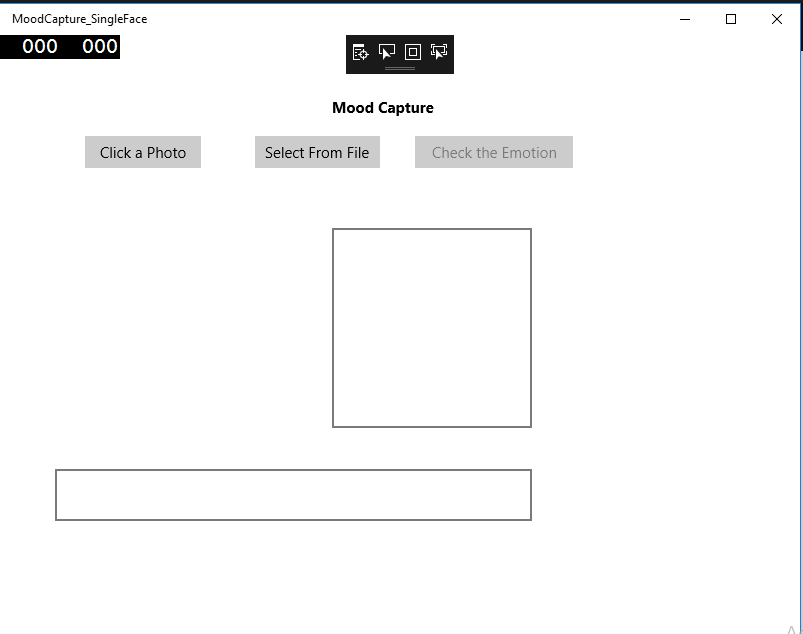 MoodCapture_SingleFace
000 000
Mood Capture
Click a Photo Select From File Check the Emotion